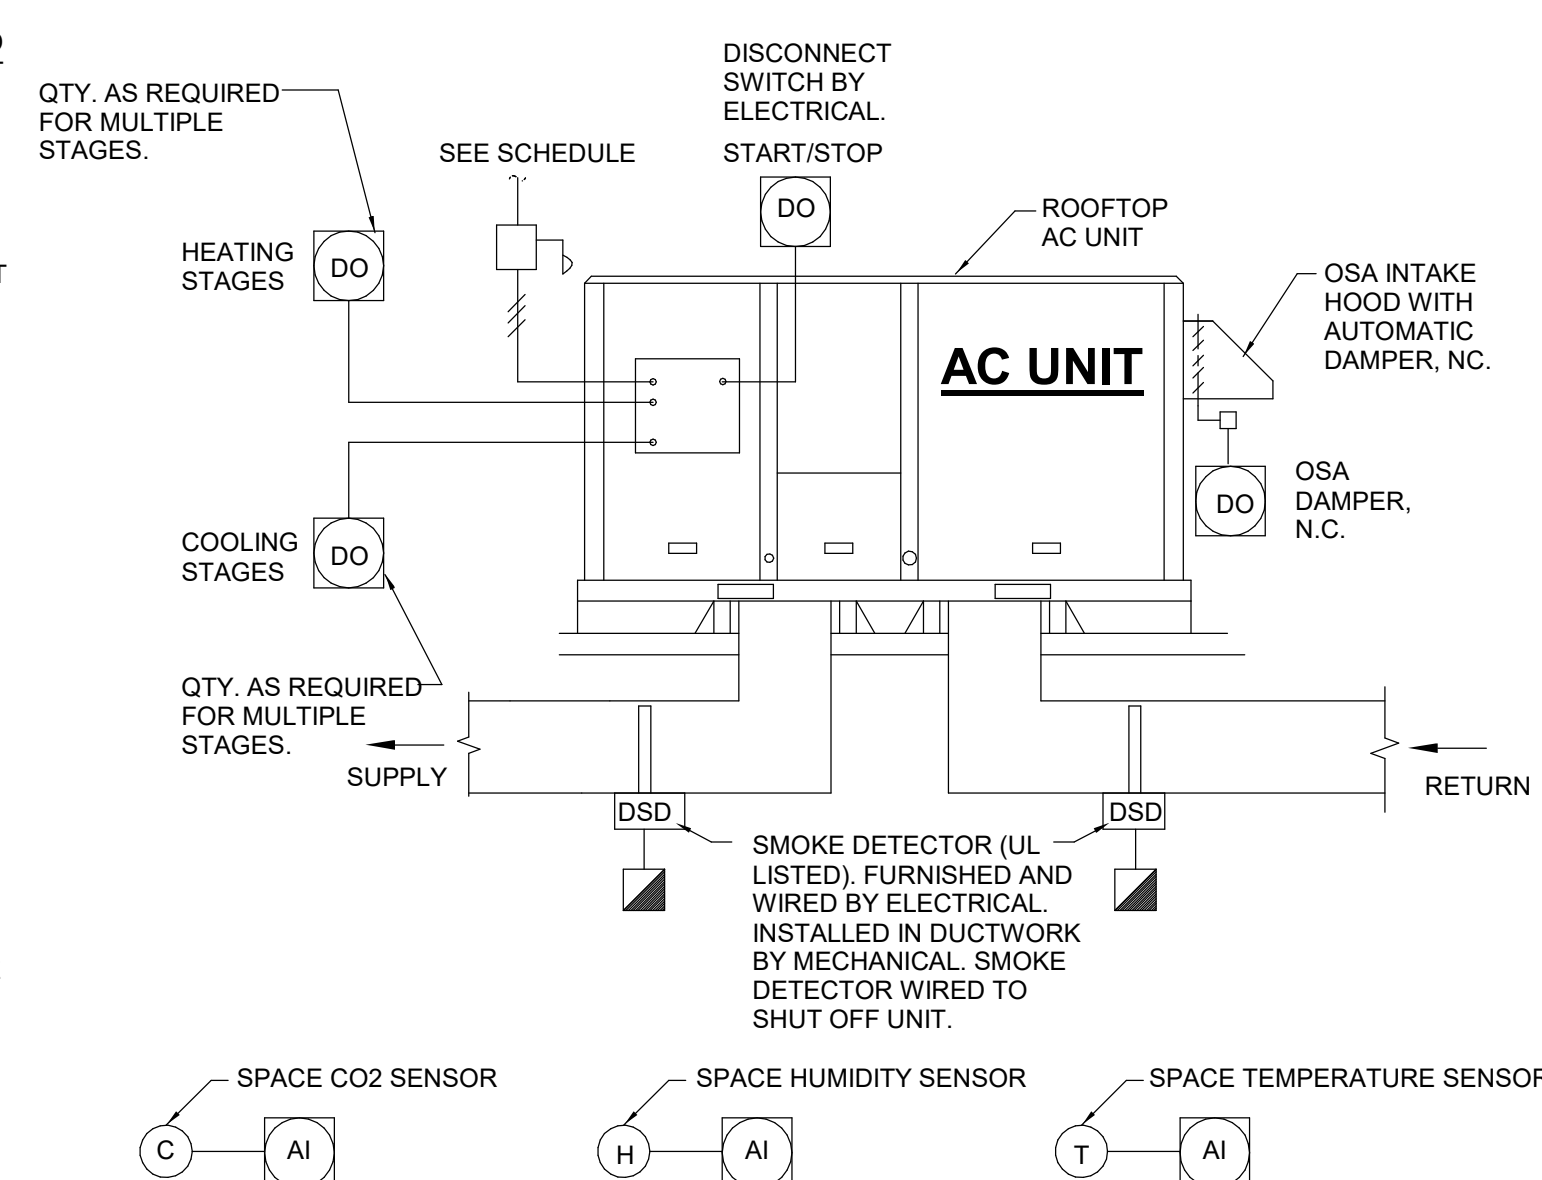 DISCONNECT
SWITCH BY
ELECTRICAL.
QTY. AS REQUIRED
FOR MULTIPLE
STAGES.
SEE SCHEDULE
START/STOP
DO
ROOFTOP
AC UNIT
HEATING
STAGES
DO
OSA INTAKE
HOOD WITH
AUTOMATIC
DAMPER, NC.
AC UNIT
OSA
DAMPER,
N.C.
DO
COOLING
STAGES
DO
QTY. AS REQUIRED
FOR MULTIPLE
STAGES.
SUPPLY
RETURN
DSD
DSD
SMOKE DETECTOR (UL
LISTED). FURNISHED AND
WIRED BY ELECTRICAL.
INSTALLED IN DUCTWORK
BY MECHANICAL. SMOKE
DETECTOR WIRED TO
SHUT OFF UNIT.
SPACE CO2 SENSOR
C
AI
SPACE HUMIDITY SENSOR
H
AI
SPACE TEMPERATURE SENSOR
T
AI